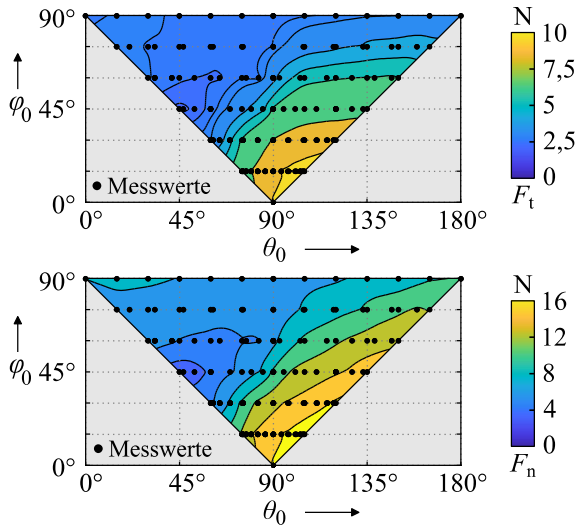 90° N 10
7,5
φ₀ 45° 5
2,5
0° Messwerte 0
0° 45° 90° 135° 180° Fₜ
θ₀
90° N 16
12
φ₀ 45° 8
4
Messwerte 0
0° Fₙ
0° 45° 90° 135° 180°
θ₀